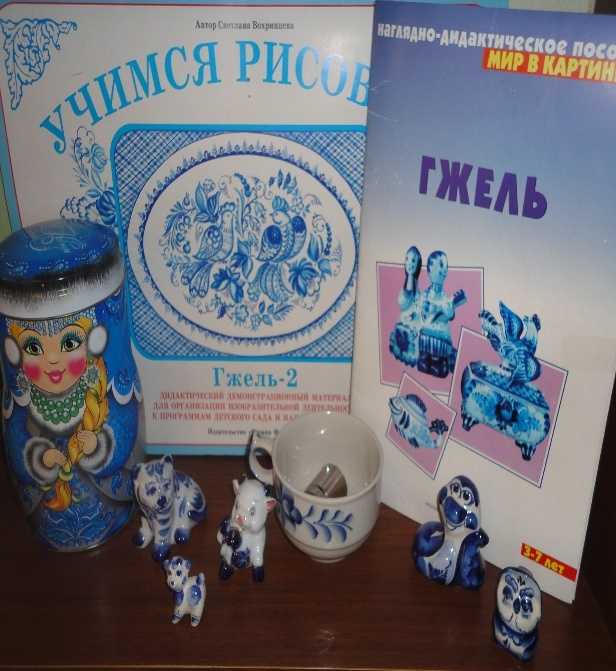 Автор Светлана Вохринцева
УЧИМСЯ РИСОВ
Гжель-2
ДИДАКТИЧЕСКИЙ ДЕМОНСТРАЦИОННЫЙ МАТЕРИАЛ
ДЛЯ ОРГАНИЗАЦИИ ИЗОБРАЗИТЕЛЬНОЙ ДЕЯТЕЛЬНОС
К ПРОГРАММАМ ДЕТСКОГО САДА И НА
Издательство
НАГЛЯДНО-ДИДАКТИЧЕСКОЕ ПОСО
МИР В КАРТИН
ГЖЕЛЬ
3-7 ЛЕТ